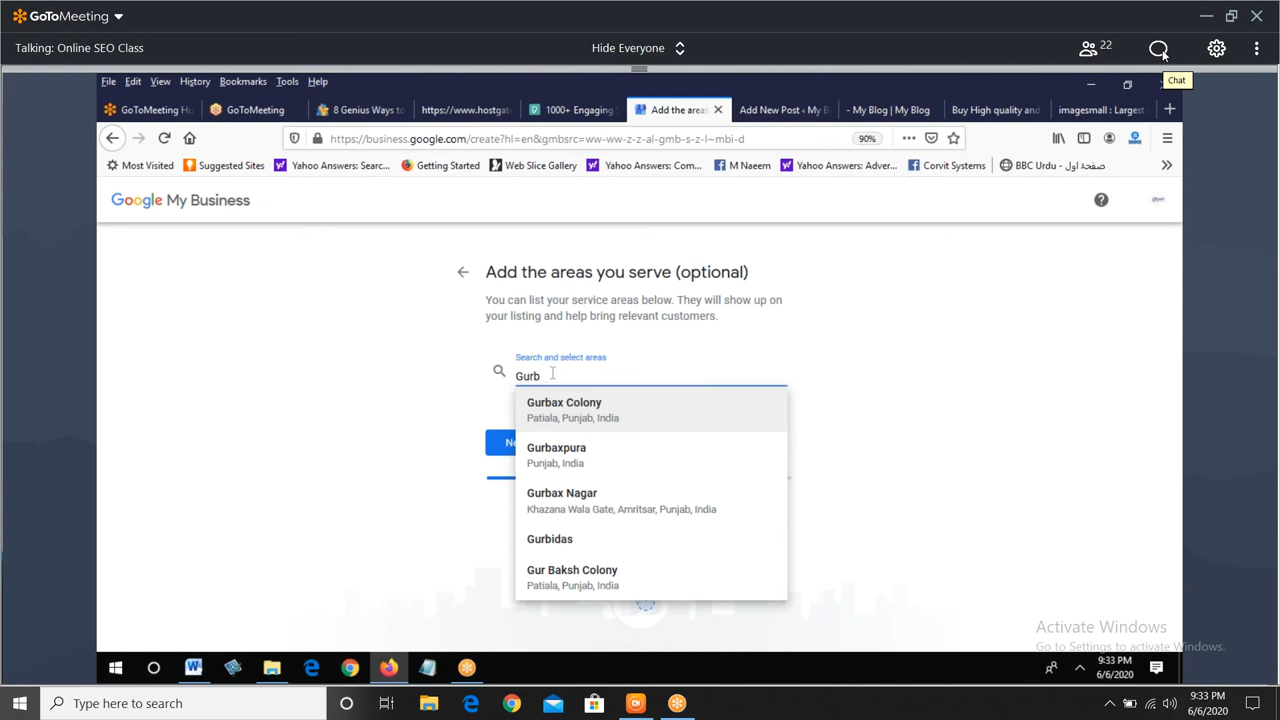 GoToMeeting
Talking: Online SEO Class
Hide Everyone
22
Chat
File Edit View History Bookmarks Tools Help
GoToMeeting Hu
GoToMeeting
8 Genius Ways to
https://www.hostgat
1000+ Engaging
Add the areas
Add New Post ‹ My B
- My Blog | My Blog
Buy High quality and
imagesmall : Largest
https://business.google.com/create?hl=en&gmbsrc=ww-ww-z-z-al-gmb-s-z-l~mbi-d
90%
Most Visited
Suggested Sites
Yahoo Answers: Searc...
Getting Started
Web Slice Gallery
Yahoo Answers: Com...
M Naeem
Yahoo Answers: Adver...
Corvit Systems
BBC Urdu - صفحۂ اول
Google My Business
Add the areas you serve (optional)
You can list your service areas below. They will show up on
your listing and help bring relevant customers.
Search and select areas
Gurb
Gurbax Colony
Patiala, Punjab, India
Gurbaxpura
Punjab, India
Ne
Gurbax Nagar
Khazana Wala Gate, Amritsar, Punjab, India
Gurbidas
Gur Baksh Colony
Patiala, Punjab, India
Activate Windows
Go to Settings to activate Windows.
9:33 PM
6/6/2020
Type here to search
9:33 PM
6/6/2020